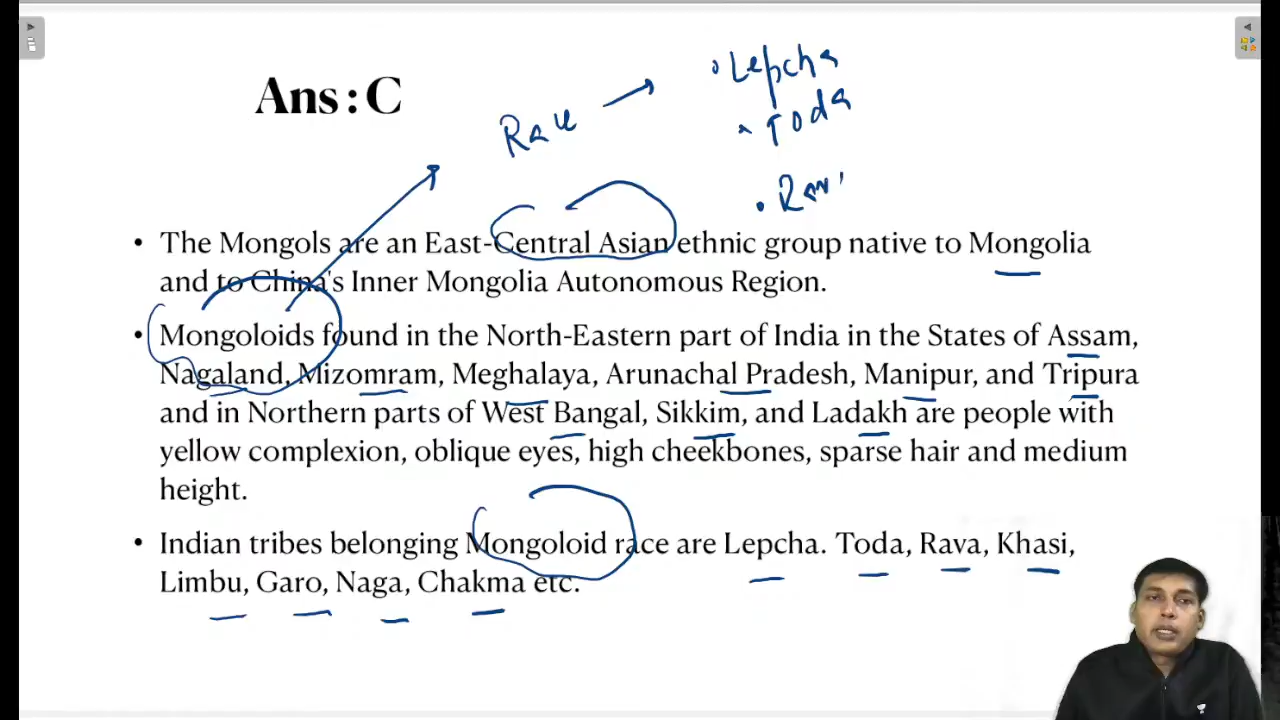 Ans : C
Race
Lepcha
Toda
• The Mongols are an East-Central Asian ethnic group native to Mongolia
and to China's Inner Mongolia Autonomous Region.
• Mongoloids found in the North-Eastern part of India in the States of Assam,
Nagaland, Mizomram, Meghalaya, Arunachal Pradesh, Manipur, and Tripura
and in Northern parts of West Bangal, Sikkim, and Ladakh are people with
yellow complexion, oblique eyes, high cheekbones, sparse hair and medium
height.
• Indian tribes belonging Mongoloid race are Lepcha. Toda, Rava, Khasi,
Limbu, Garo, Naga, Chakma etc.